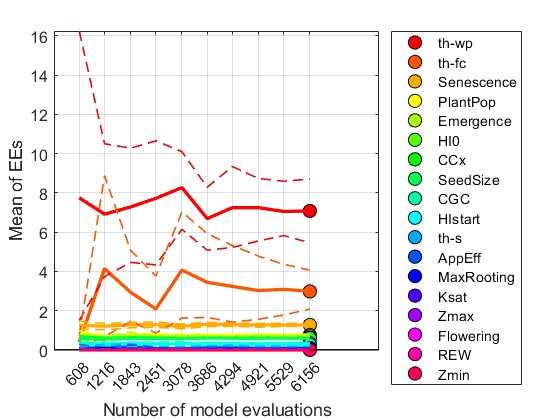 16
14
12
10
8
6
4
2
0
Mean of EEs
608
1216
1843
2451
3078
3686
4294
4921
5529
6156
Number of model evaluations
th-wp
th-fc
Senescence
PlantPop
Emergence
HI0
CCx
SeedSize
CGC
HIstart
th-s
AppEff
MaxRooting
Ksat
Zmax
Flowering
REW
Zmin